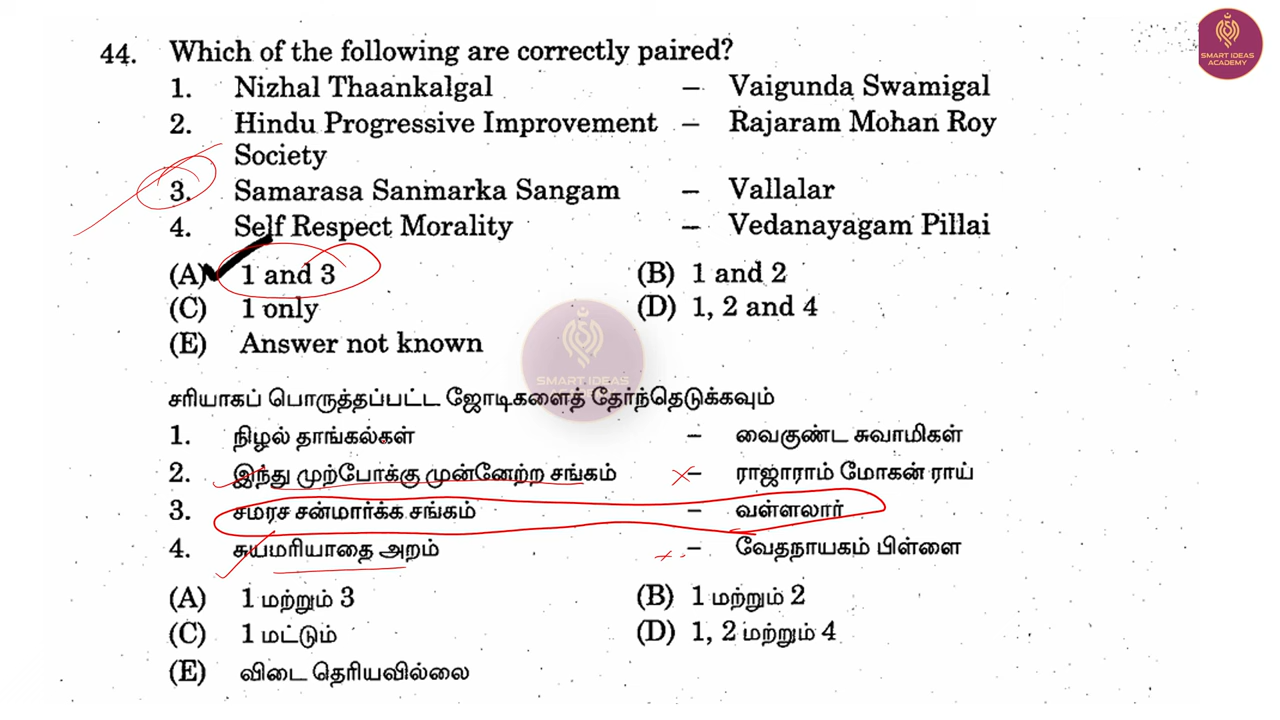 SMART IDEAS
ACADEMY
44. Which of the following are correctly paired?
1. Nizhal Thaankalgal – Vaigunda Swamigal
2. Hindu Progressive Improvement – Rajaram Mohan Roy
Society
3. Samarasa Sanmarka Sangam – Vallalar
4. Self Respect Morality – Vedanayagam Pillai
(A) 1 and 3 (B) 1 and 2
(C) 1 only (D) 1, 2 and 4
(E) Answer not known
SMART IDEAS
ACADEMY
சரியாகப் பொருத்தப்பட்ட ஜோடிகளைத் தேர்ந்தெடுக்கவும்
1. நிழல் தாங்கல்கள் – வைகுண்ட சுவாமிகள்
2. இந்து முற்போக்கு முன்னேற்ற சங்கம் – ராஜாராம் மோகன் ராய்
3. சமரச சன்மார்க்க சங்கம் – வள்ளலார்
4. சுயமரியாதை அறம் – வேதநாயகம் பிள்ளை
(A) 1 மற்றும் 3 (B) 1 மற்றும் 2
(C) 1 மட்டும் (D) 1, 2 மற்றும் 4
(E) விடை தெரியவில்லை